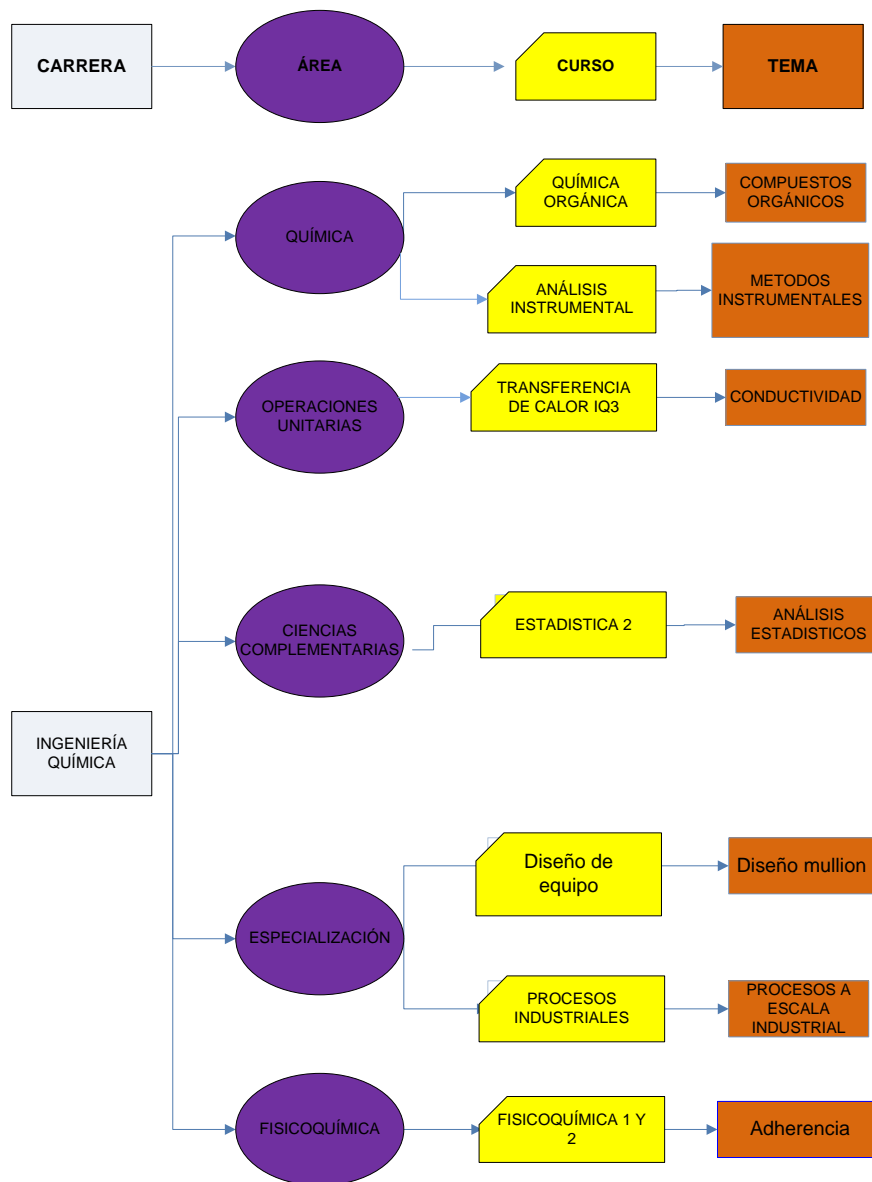 CARRERA
ÁREA
CURSO
TEMA
QUÍMICA
QUÍMICA
ORGÁNICA
COMPUESTOS
ORGÁNICOS
ANÁLISIS
INSTRUMENTAL
METODOS
INSTRUMENTALES
OPERACIONES
UNITARIAS
TRANSFERENCIA
DE CALOR IQ3
CONDUCTIVIDAD
CIENCIAS
COMPLEMENTARIAS
ESTADISTICA 2
ANÁLISIS
ESTADISTICOS
INGENIERÍA
QUÍMICA
ESPECIALIZACIÓN
Diseño de
equipo
Diseño mullion
PROCESOS
INDUSTRIALES
PROCESOS A
ESCALA
INDUSTRIAL
FISICOQUÍMICA
FISICOQUÍMICA 1 Y
2
Adherencia